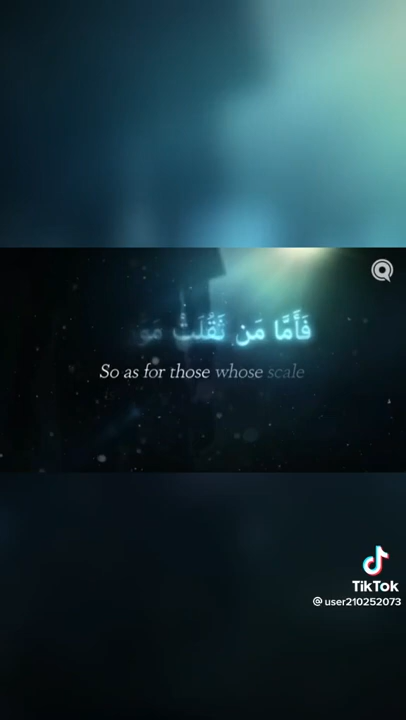 فَأَمَّا مَن ثَقُلَتْ مَو
So as for those whose scale
TikTok
@user210252073